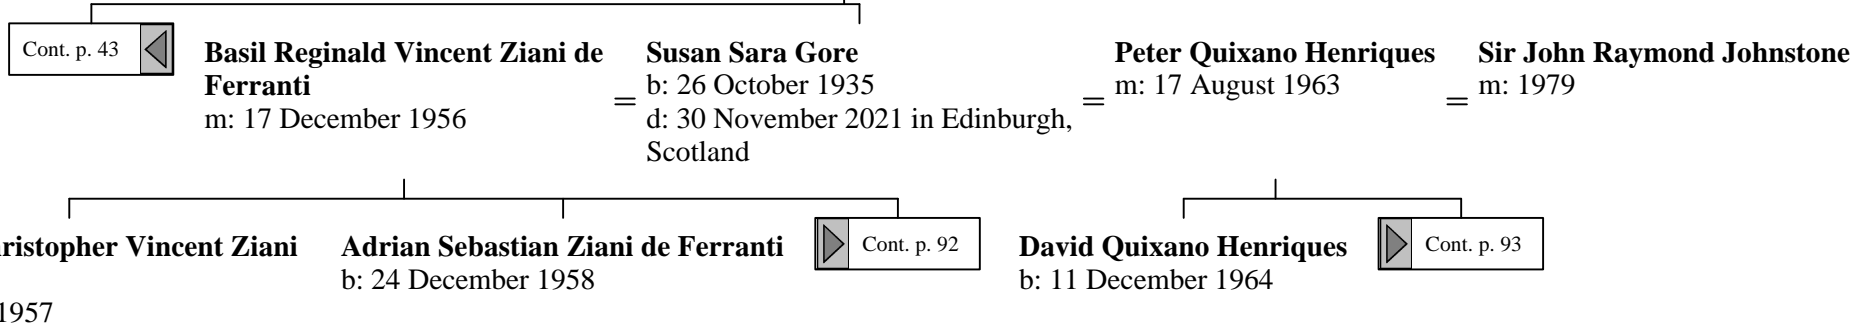 Cont. p. 43
Basil Reginald Vincent Ziani de
Ferranti
m: 17 December 1956
=
Susan Sara Gore
b: 26 October 1935
d: 30 November 2021 in Edinburgh,
Scotland
=
Peter Quixano Henriques
m: 17 August 1963
=
Sir John Raymond Johnstone
m: 1979
Vincent Ziani
1957
Adrian Sebastian Ziani de Ferranti
b: 24 December 1958
Cont. p. 92
David Quixano Henriques
b: 11 December 1964
Cont. p. 93